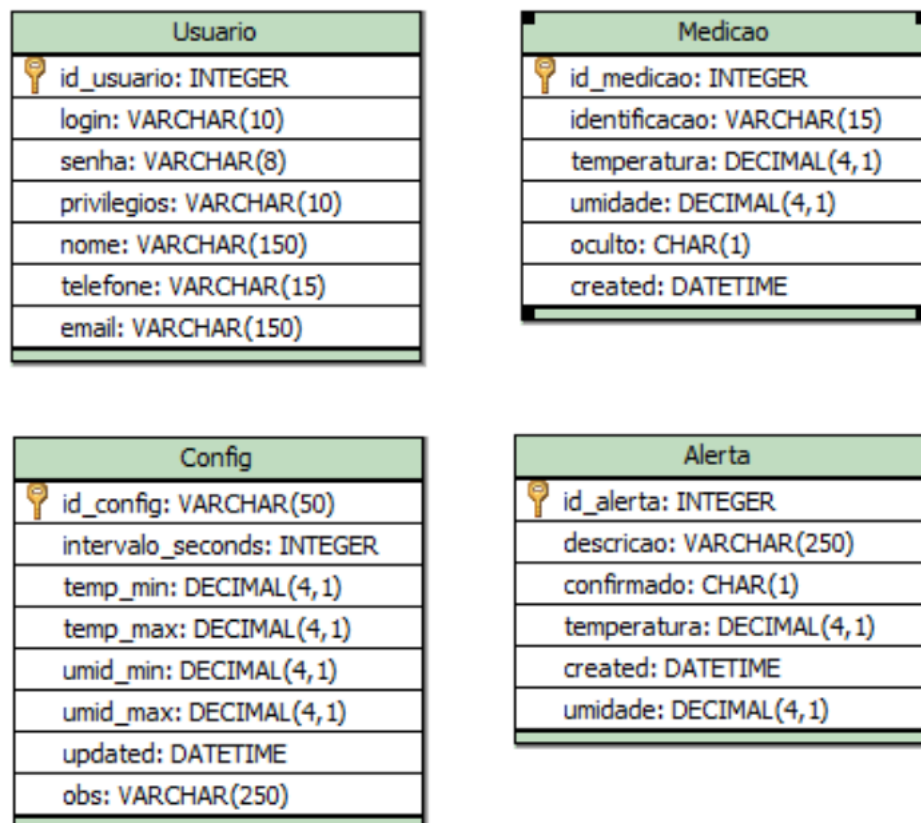 Usuario
id_usuario: INTEGER
login: VARCHAR(10)
senha: VARCHAR(8)
privilegios: VARCHAR(10)
nome: VARCHAR(150)
telefone: VARCHAR(15)
email: VARCHAR(150)
Medicao
id_medicao: INTEGER
identificacao: VARCHAR(15)
temperatura: DECIMAL(4,1)
umidade: DECIMAL(4,1)
oculto: CHAR(1)
created: DATETIME
Config
id_config: VARCHAR(50)
intervalo_seconds: INTEGER
temp_min: DECIMAL(4,1)
temp_max: DECIMAL(4,1)
umid_min: DECIMAL(4,1)
umid_max: DECIMAL(4,1)
updated: DATETIME
obs: VARCHAR(250)
Alerta
id_alerta: INTEGER
descricao: VARCHAR(250)
confirmado: CHAR(1)
temperatura: DECIMAL(4,1)
created: DATETIME
umidade: DECIMAL(4,1)